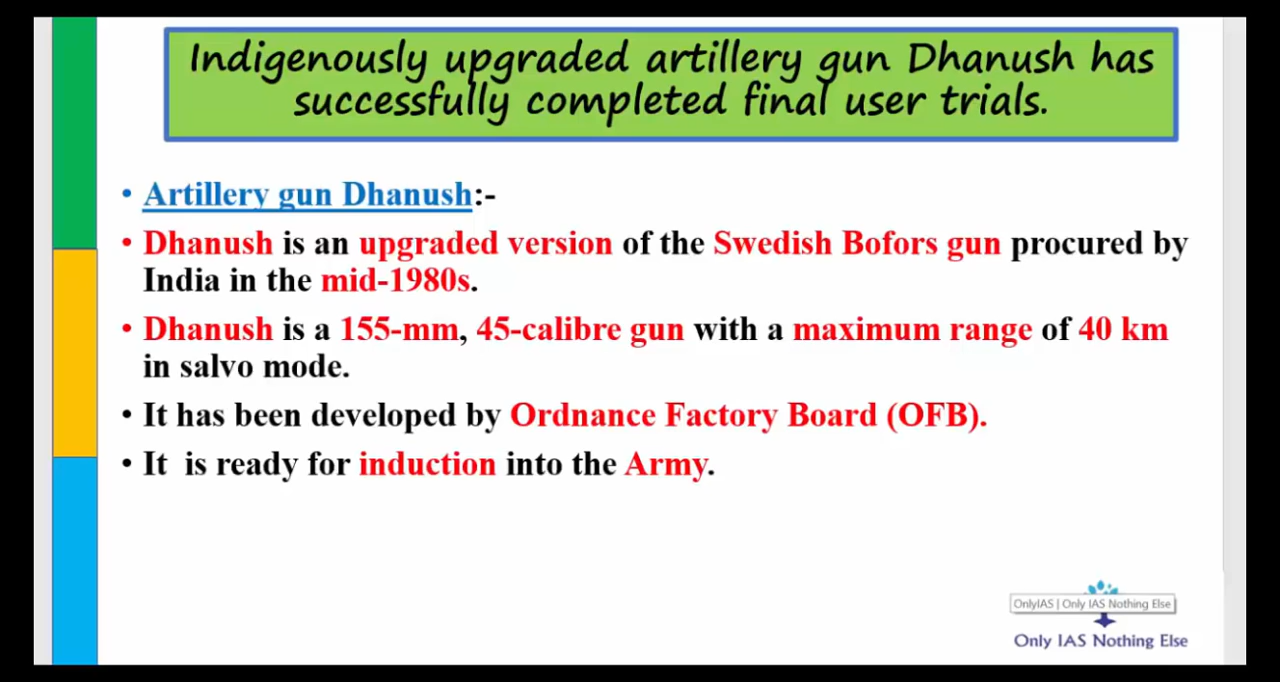 Indigenously upgraded artillery gun Dhanush has
successfully completed final user trials.
• Artillery gun Dhanush:-
• Dhanush is an upgraded version of the Swedish Bofors gun procured by
India in the mid-1980s.
• Dhanush is a 155-mm, 45-calibre gun with a maximum range of 40 km
in salvo mode.
• It has been developed by Ordnance Factory Board (OFB).
• It is ready for induction into the Army.
OnlyIAS | Only IAS Nothing Else
Only IAS Nothing Else